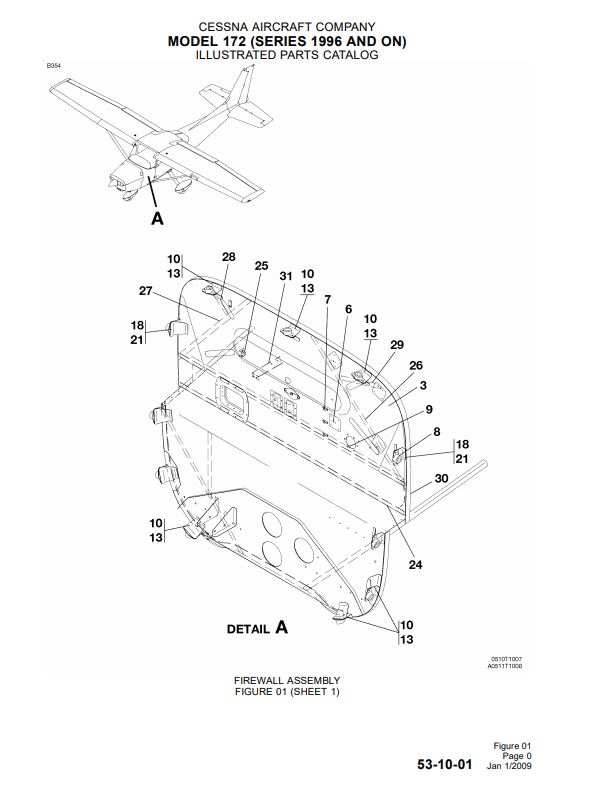 CESSNA AIRCRAFT COMPANY
MODEL 172 (SERIES 1996 AND ON)
ILLUSTRATED PARTS CATALOG
B354
A
10
13
28
25
31
10
13
7
6
10
13
27
18
21
29
26
3
9
8
18
21
30
10
13
24
DETAIL A
10
13
0510T1007
A0511T1008
FIREWALL ASSEMBLY
FIGURE 01 (SHEET 1)
Figure 01
Page 0
53-10-01 Jan 1/2009